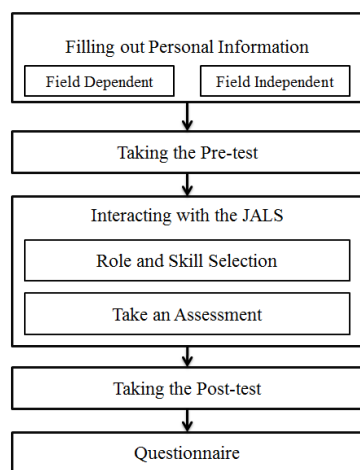 Filling out Personal Information
Field Dependent
Field Independent
Taking the Pre-test
Interacting with the JALS
Role and Skill Selection
Take an Assessment
Taking the Post-test
Questionnaire